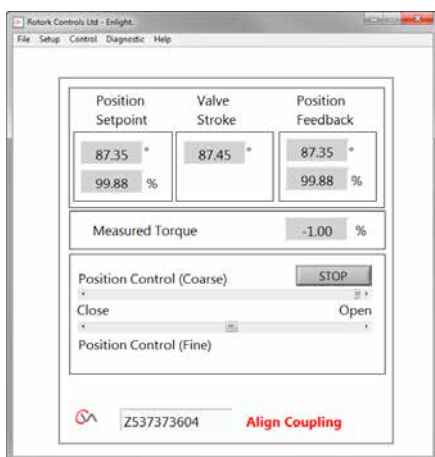 Rotork Controls Ltd - Enlight.
File Setup Control Diagnostic Help
Position Setpoint
Valve Stroke
Position Feedback
87.35 °
87.45 °
87.35 °
99.88 %
99.88 %
Measured Torque -1.00 %
Position Control (Coarse) STOP
Close Open
Position Control (Fine)
Z537373604 Align Coupling